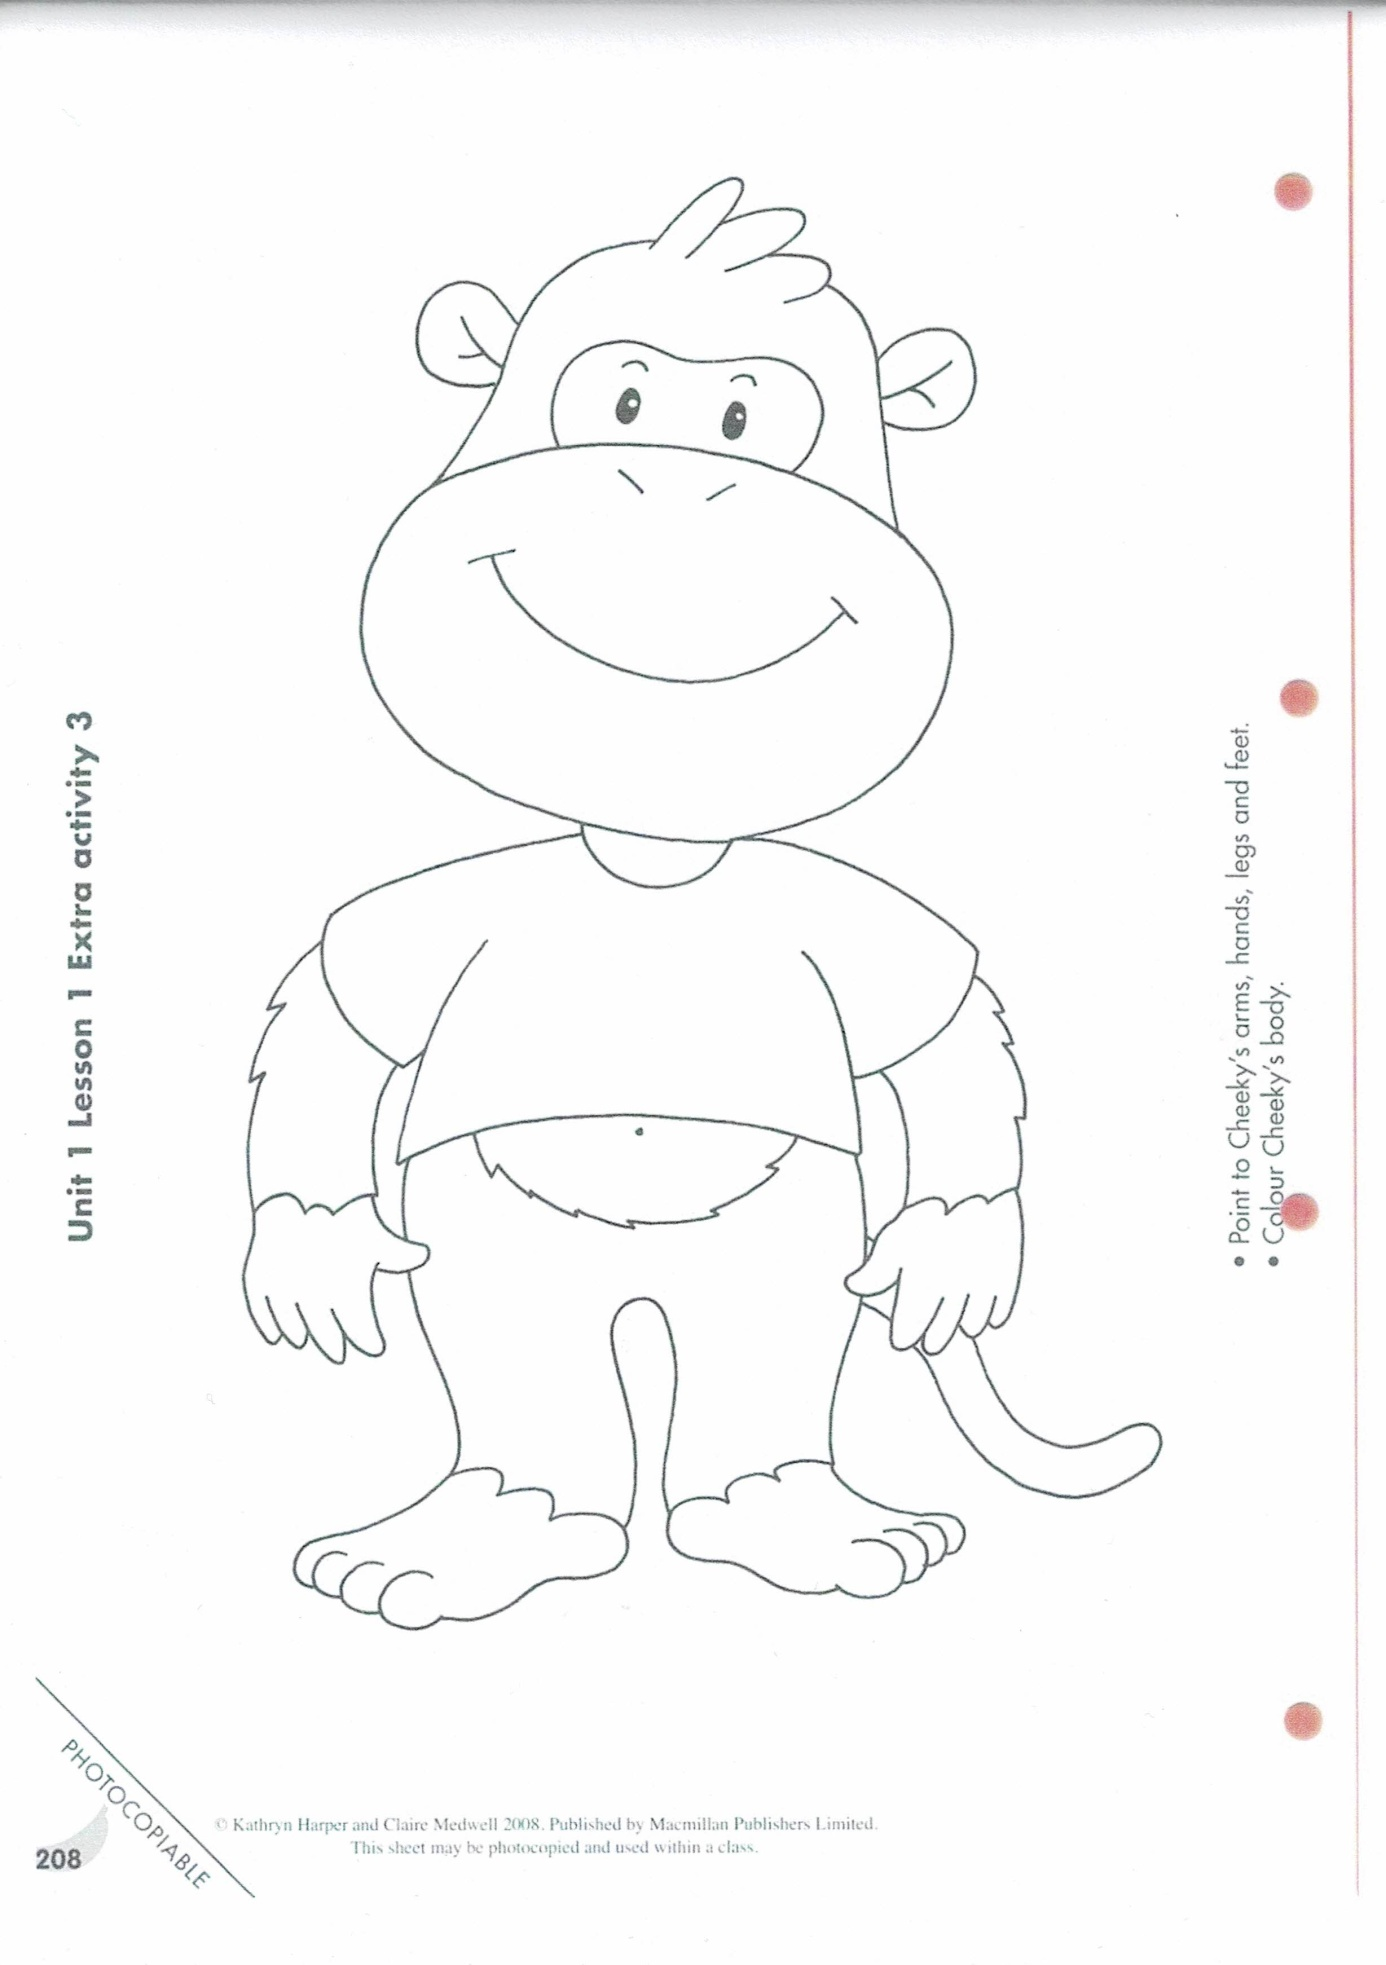 Unit 1 Lesson 1 Extra activity 3
• Point to Cheeky's arms, hands, legs and feet.
• Colour Cheeky's body.
PHOTOCOPIABLE
208
© Kathryn Harper and Claire Medwell 2008. Published by Macmillan Publishers Limited.
This sheet may be photocopied and used within a class.